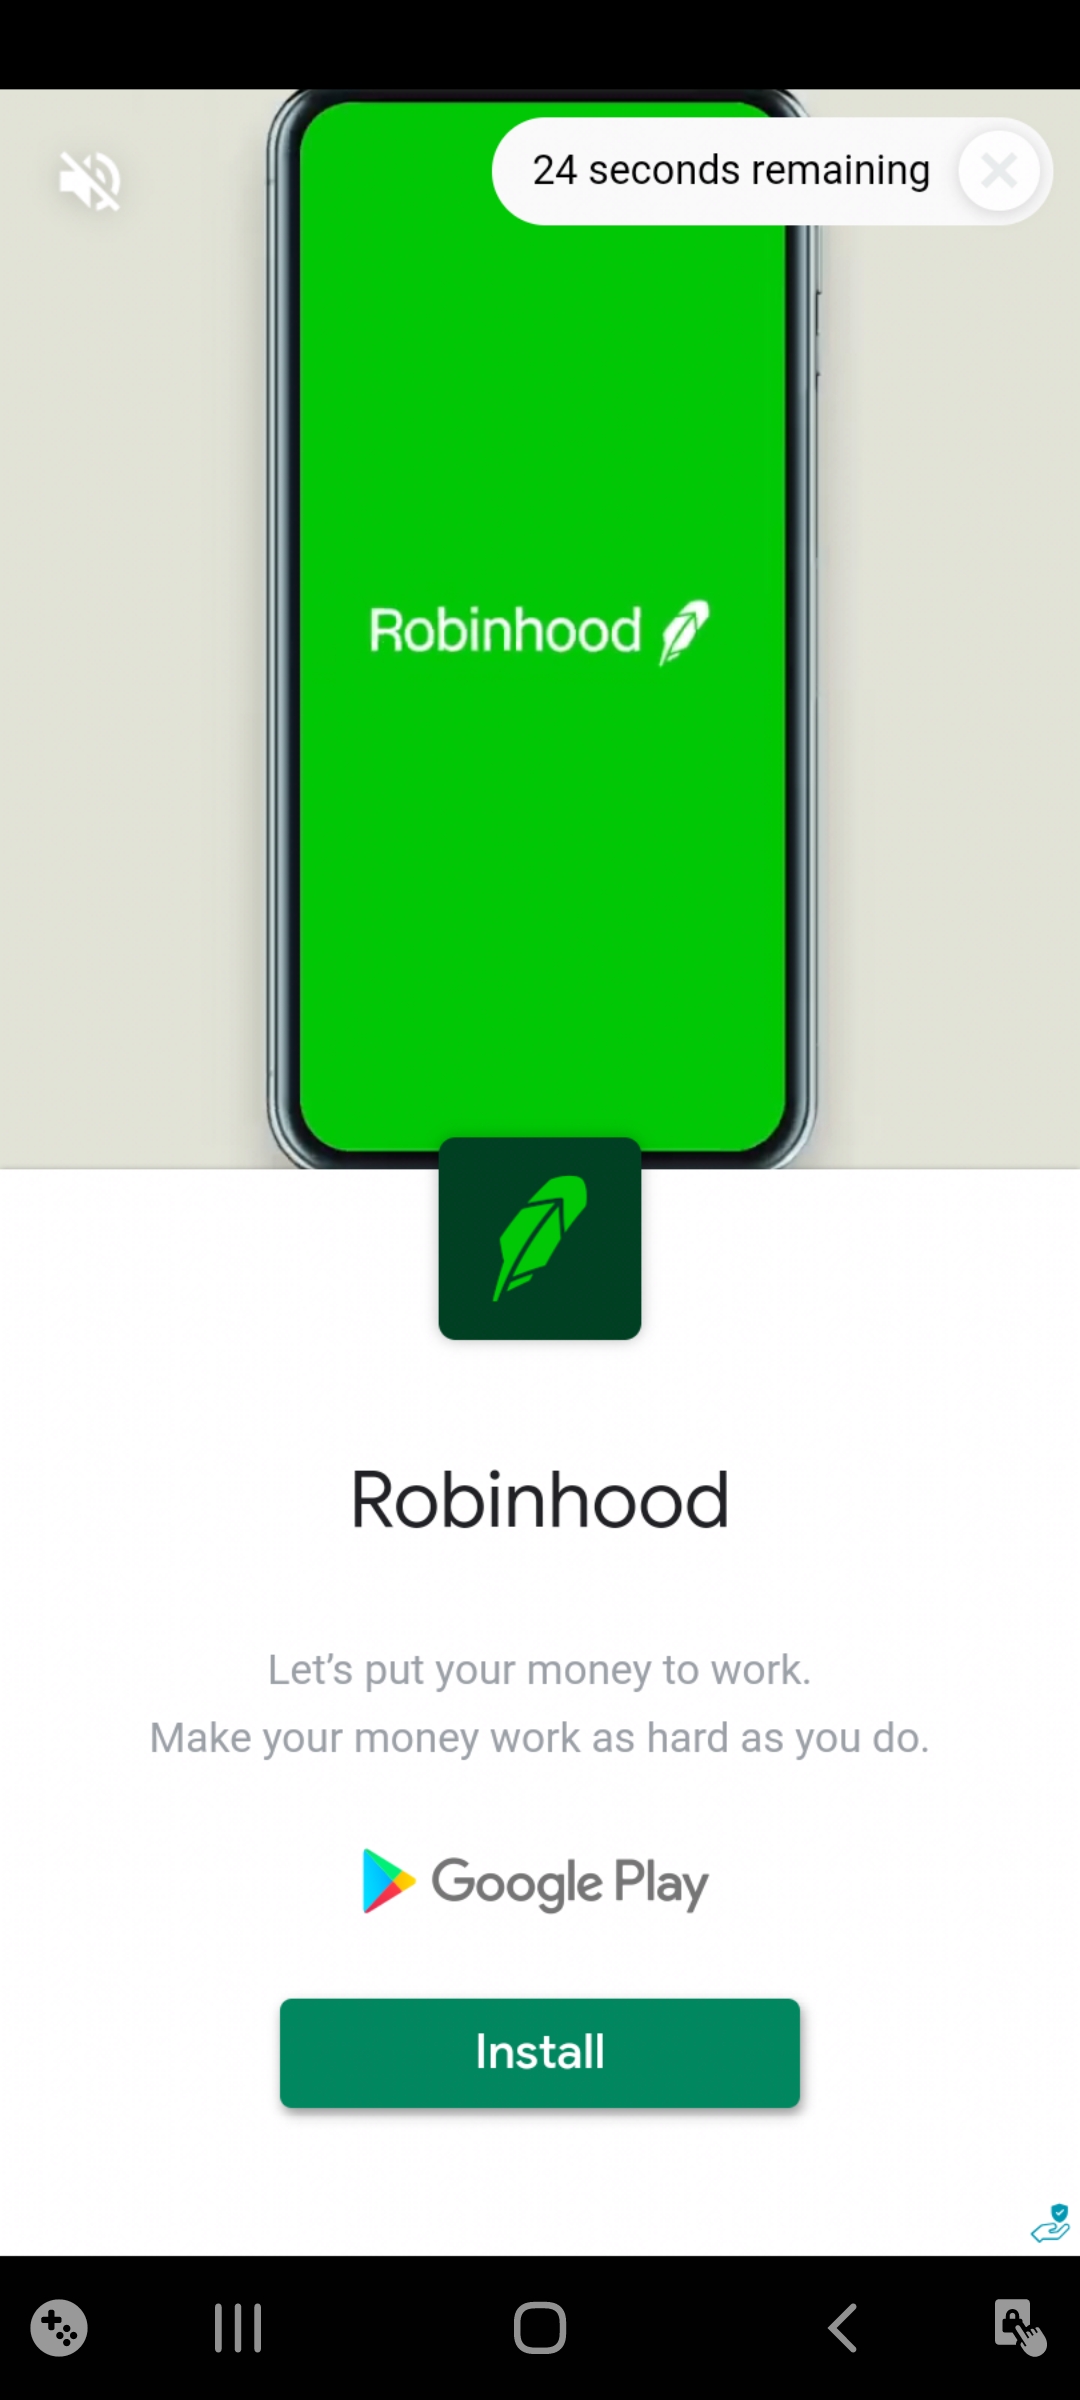 24 seconds remaining
Robinhood
Robinhood
Let’s put your money to work.
Make your money work as hard as you do.
Google Play
Install